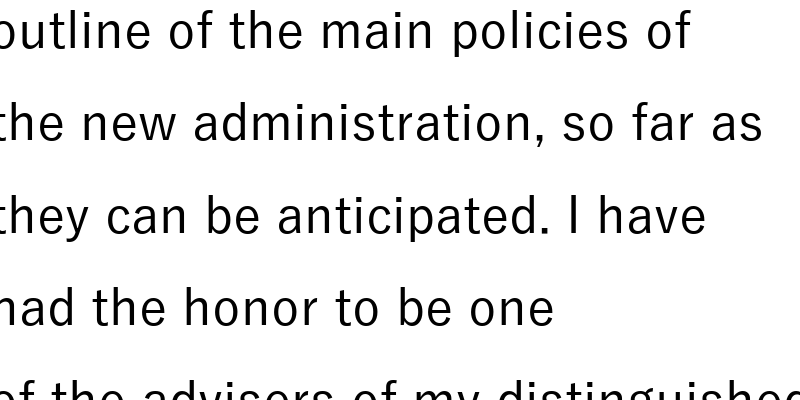 outline of the main policies of
the new administration, so far as
they can be anticipated. I have
had the honor to be one
of the advisers of my distinguished